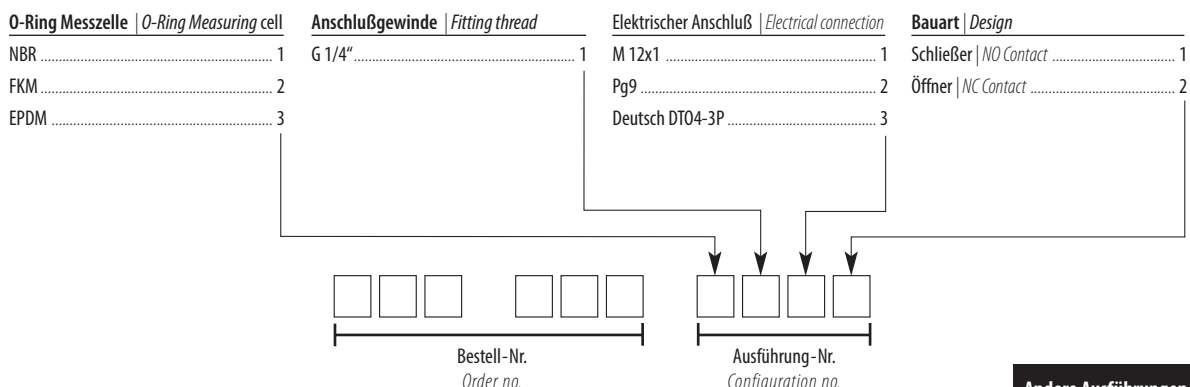 O-Ring Messzelle | O-Ring Measuring cell
NBR 1
FKM 2
EPDM 3
Anschlußgewinde | Fitting thread
G 1/4“ 1
Elektrischer Anschluß | Electrical connection
M 12x1 1
Pg9 2
Deutsch DT04-3P 3
Bauart | Design
Schließer | NO Contact 1
Öffner | NC Contact 2
Bestell-Nr.
Order no.
Ausführung-Nr.
Configuration no.
Andere Ausführungen